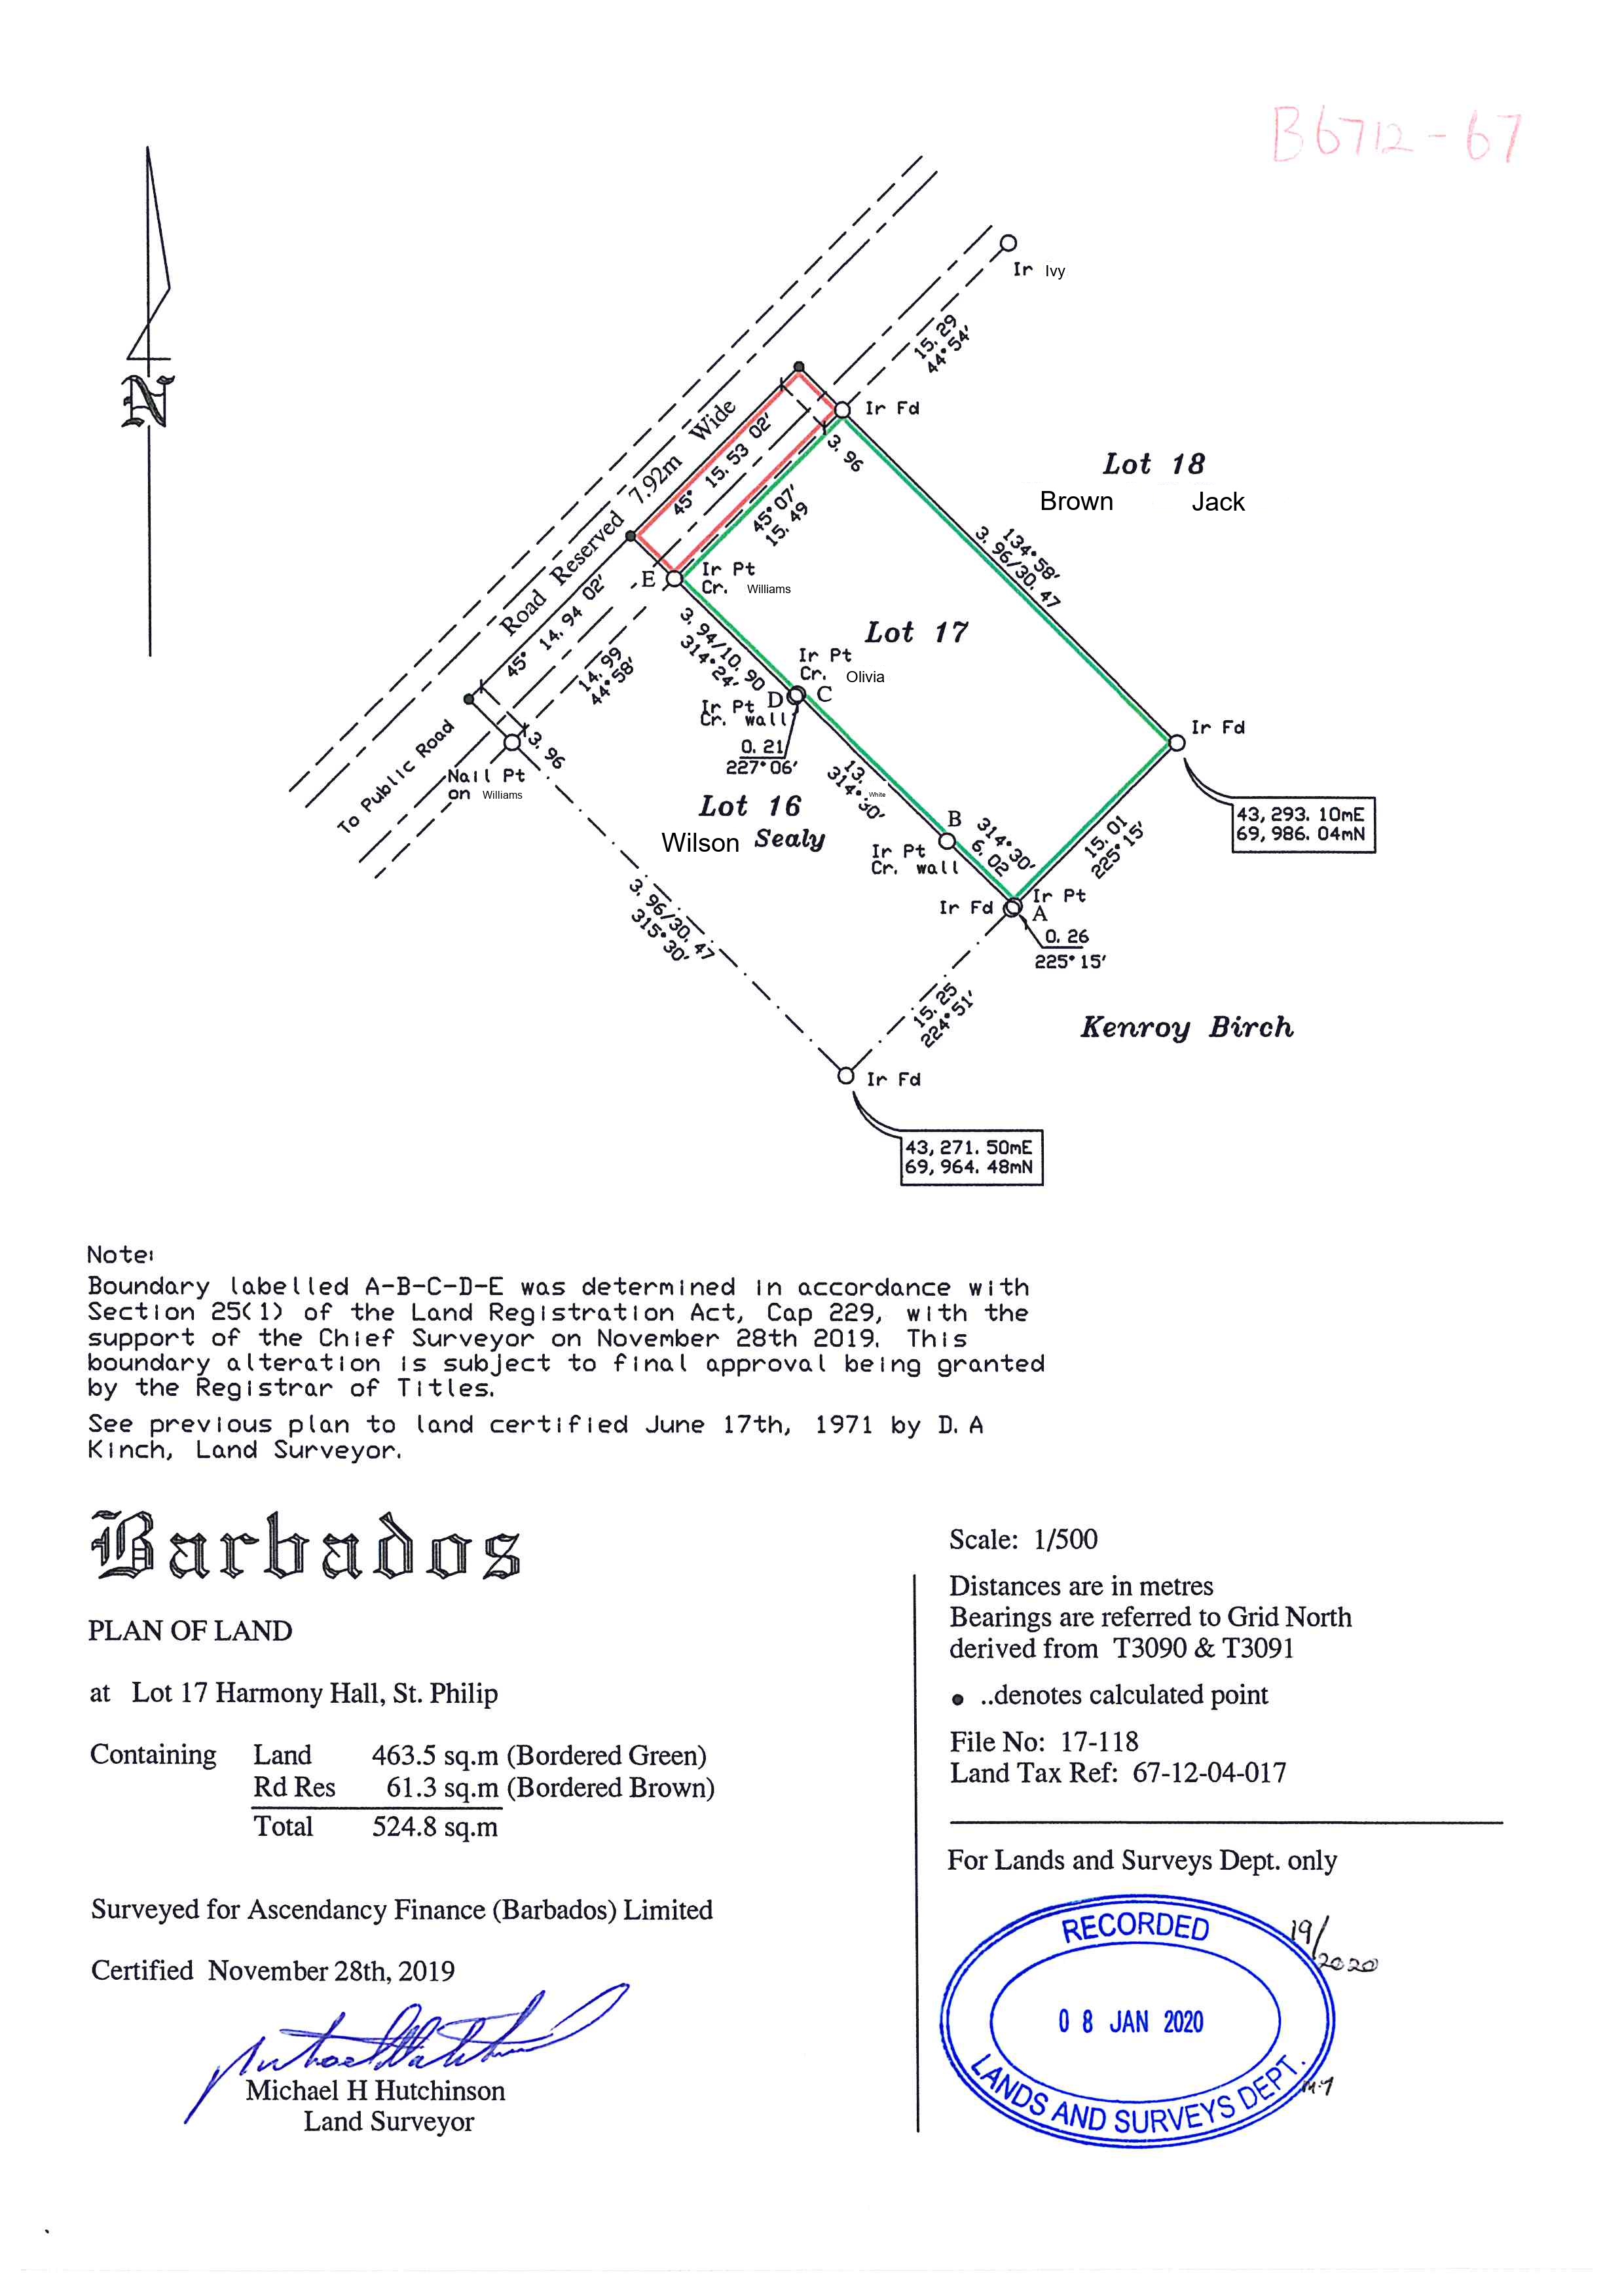 B6712-67
N
Ir Ivy
15.29
44°54'
Ir Fd
Road Reserved 7.92m Wide
45° 15.53 02'
3.96
45°07'
15.49
Lot 18
Brown Jack
134°58'
3.96/30.47
E
Ir Pt
Cr. Williams
Lot 17
45° 14.94 02'
14.99
44°58'
3.94/10.90
314°24'
Ir Pt
Cr. Olivia
D C
Ir Pt
Cr. wall
0.21
227°06'
To Public Road
3.96
Nail Pt
on Williams
Ir Fd
43,293.10mE
69,986.04mN
13. White
314°30'
Lot 16
Wilson Sealy
B
314°30'
6.02
Ir Pt
Cr. wall
15.01
225°15'
Ir Fd
Ir Pt
A
0.26
225°15'
3.96/30.47
315°30'
15.25
224°51'
Kenroy Birch
Ir Fd
43,271.50mE
69,964.48mN
Note:
Boundary labelled A-B-C-D-E was determined in accordance with
Section 25(1) of the Land Registration Act, Cap 229, with the
support of the Chief Surveyor on November 28th 2019. This
boundary alteration is subject to final approval being granted
by the Registrar of Titles.
See previous plan to land certified June 17th, 1971 by D. A
Kinch, Land Surveyor.
Barbados
PLAN OF LAND
at Lot 17 Harmony Hall, St. Philip
Containing Land 463.5 sq.m (Bordered Green)
Rd Res 61.3 sq.m (Bordered Brown)
Total 524.8 sq.m
Surveyed for Ascendancy Finance (Barbados) Limited
Certified November 28th, 2019
Michael H Hutchinson
Land Surveyor
Scale: 1/500
Distances are in metres
Bearings are referred to Grid North
derived from T3090 & T3091
..denotes calculated point
File No: 17-118
Land Tax Ref: 67-12-04-017
For Lands and Surveys Dept. only
RECORDED
19/2020
08 JAN 2020
LANDS AND SURVEYS DEPT.